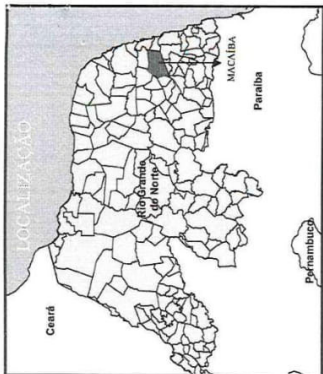 LOCALIZAÇÃO
Ceará
Rio Grande
do Norte
MACAÍBA
Paraíba
Pernambuco